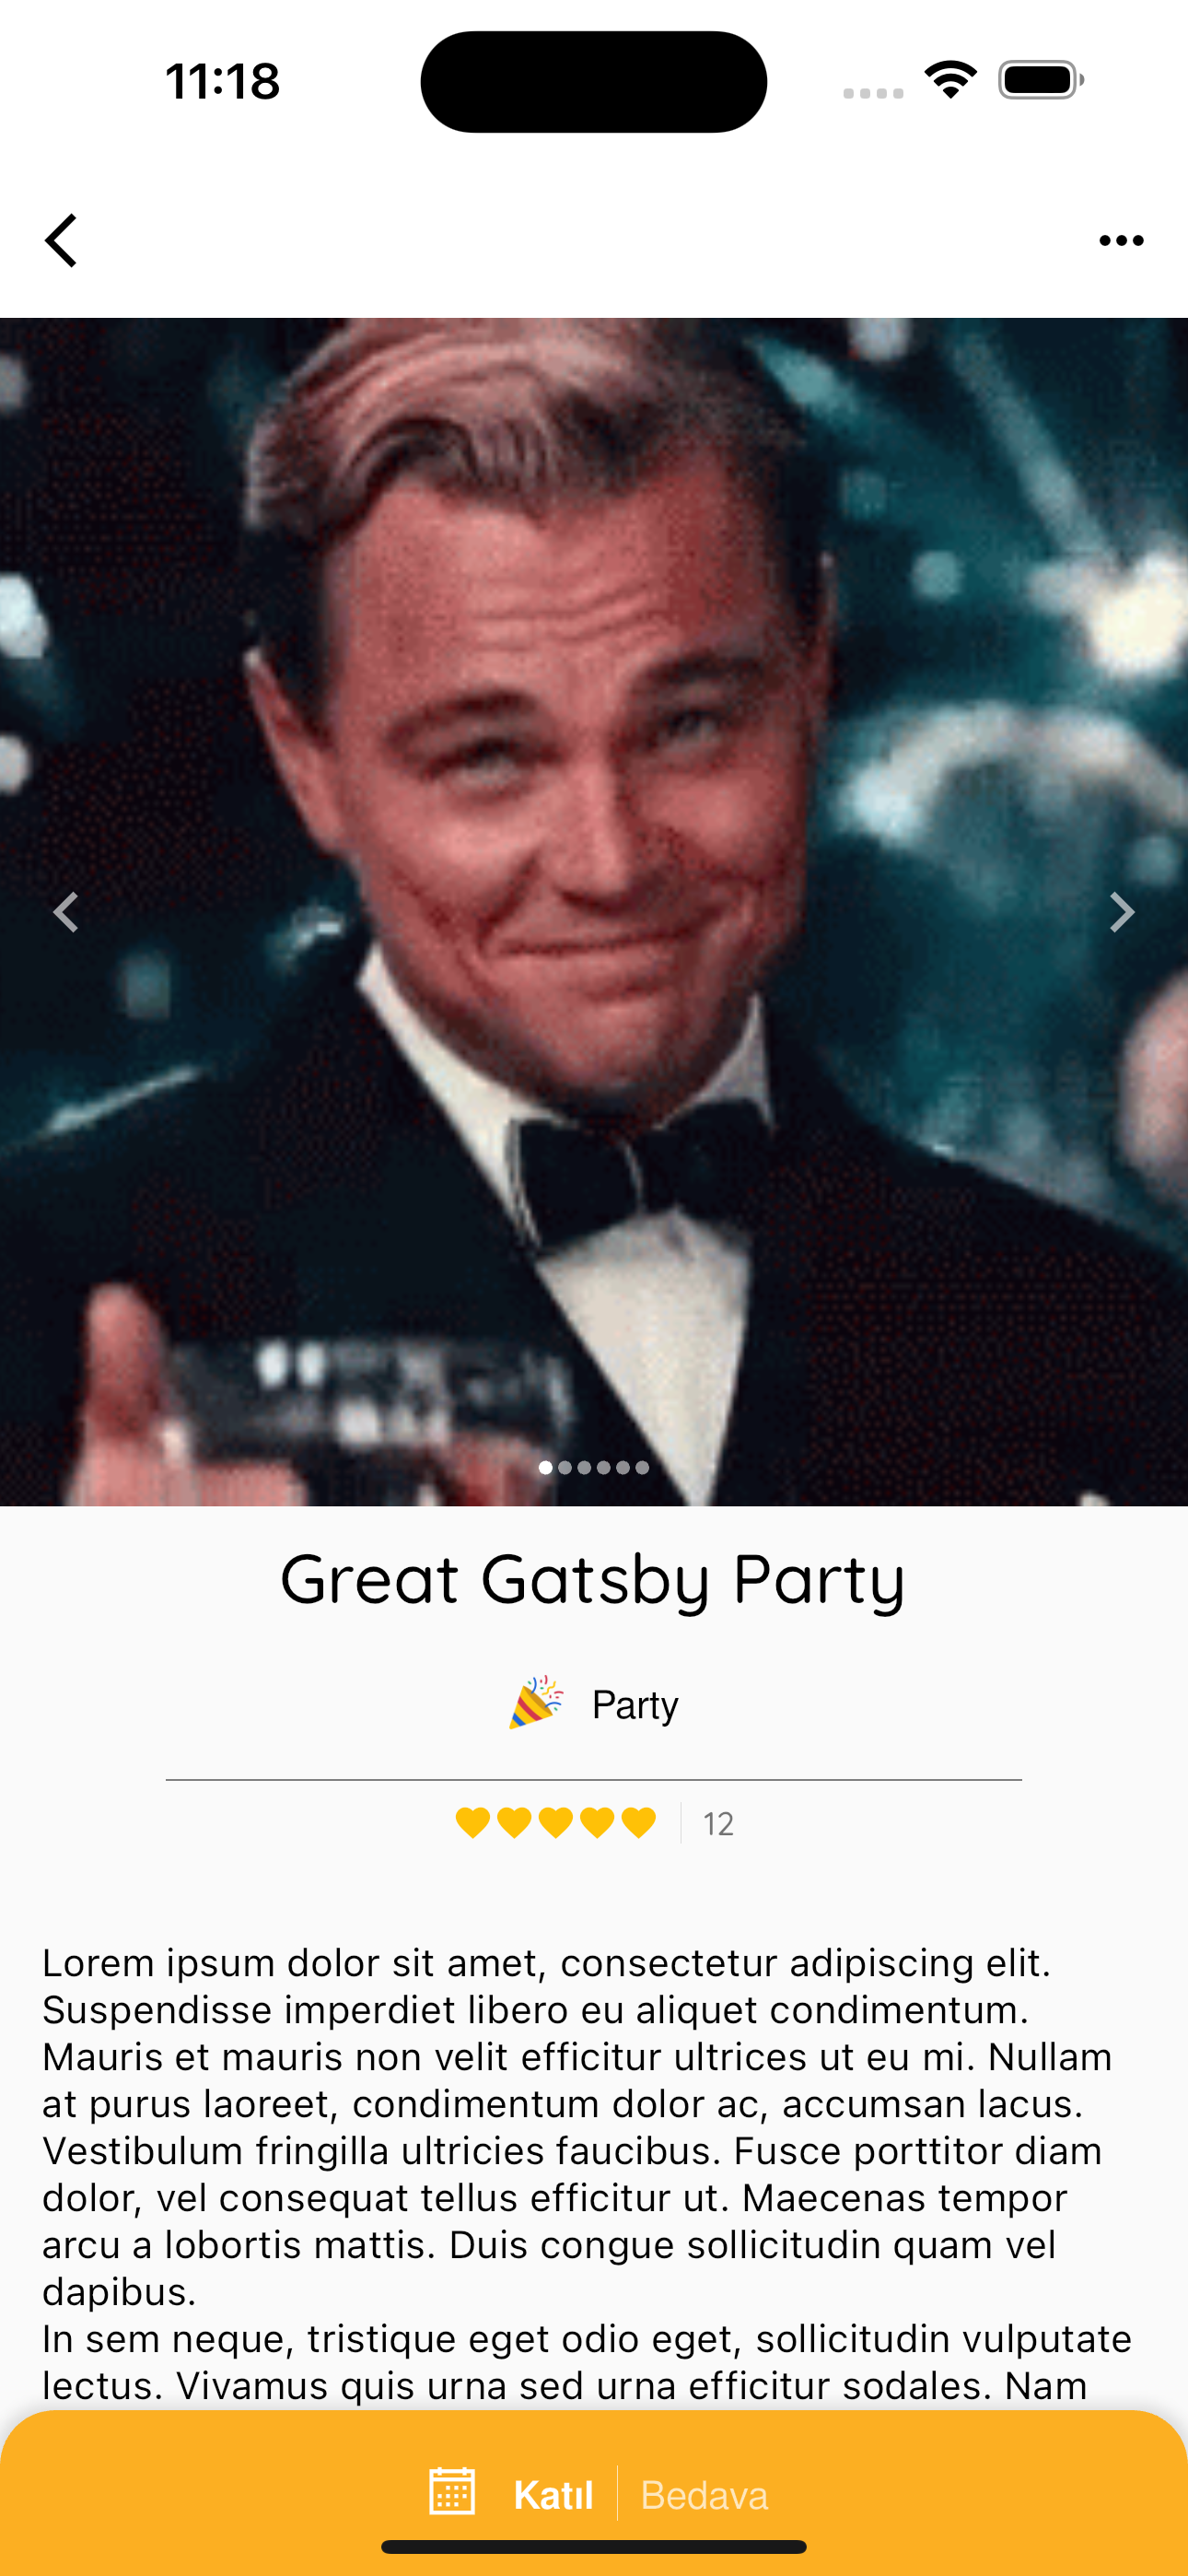 11:18
Great Gatsby Party
Party
12
Lorem ipsum dolor sit amet, consectetur adipiscing elit.
Suspendisse imperdiet libero eu aliquet condimentum.
Mauris et mauris non velit efficitur ultrices ut eu mi. Nullam
at purus laoreet, condimentum dolor ac, accumsan lacus.
Vestibulum fringilla ultricies faucibus. Fusce porttitor diam
dolor, vel consequat tellus efficitur ut. Maecenas tempor
arcu a lobortis mattis. Duis congue sollicitudin quam vel
dapibus.
In sem neque, tristique eget odio eget, sollicitudin vulputate
lectus. Vivamus quis urna sed urna efficitur sodales. Nam
Katıl Bedava